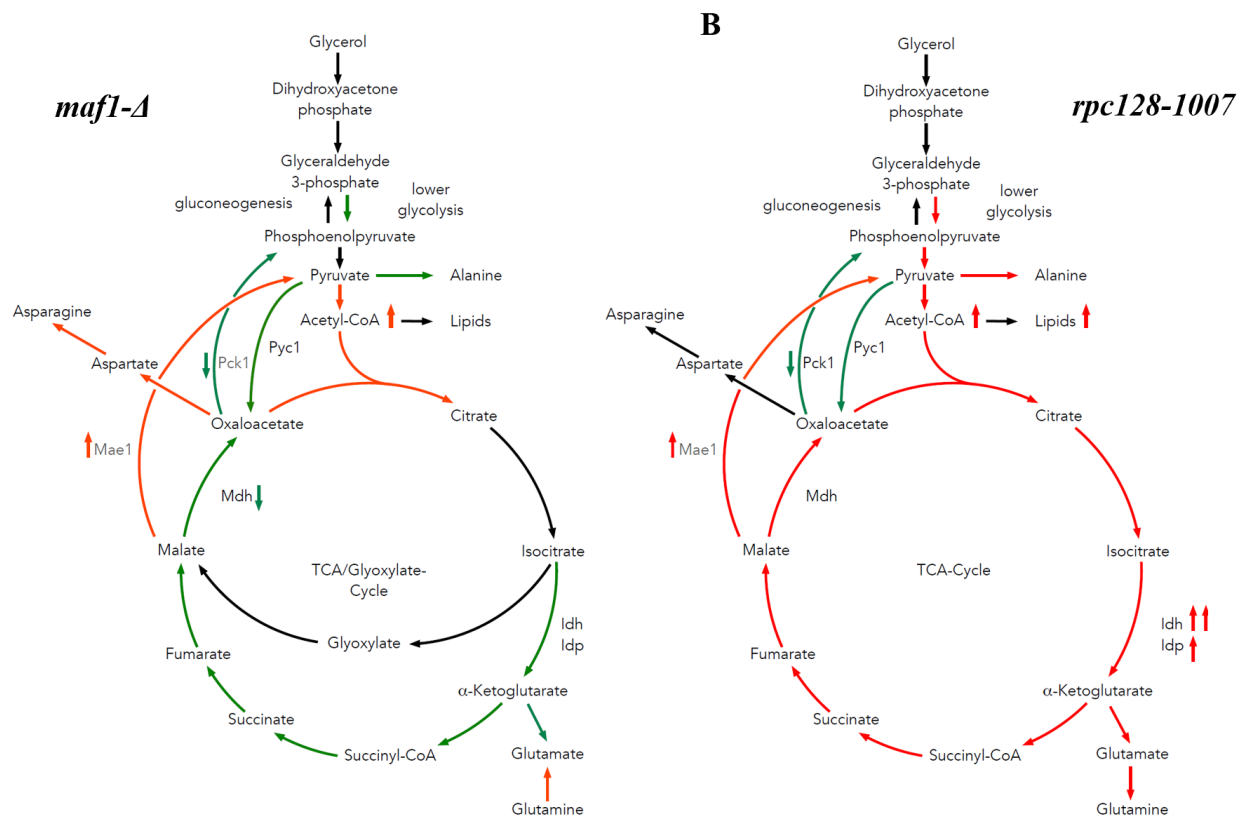 B
maf1-Δ
Glycerol
Dihydroxyacetone
phosphate
Glyceraldehyde
3-phosphate
gluconeogenesis
lower
glycolysis
Phosphoenolpyruvate
Pyruvate
Alanine
Acetyl-CoA
Lipids
Asparagine
Aspartate
Pck1
Pyc1
Oxaloacetate
Citrate
Mae1
Mdh
Malate
Isocitrate
TCA/Glyoxylate-
Cycle
Glyoxylate
Idh
Idp
Fumarate
α-Ketoglutarate
Succinate
Succinyl-CoA
Glutamate
Glutamine
rpc128-1007
Glycerol
Dihydroxyacetone
phosphate
Glyceraldehyde
3-phosphate
gluconeogenesis
lower
glycolysis
Phosphoenolpyruvate
Pyruvate
Alanine
Acetyl-CoA
Lipids
Asparagine
Aspartate
Pck1
Pyc1
Oxaloacetate
Citrate
Mae1
Mdh
Malate
Isocitrate
TCA-Cycle
Idh
Idp
Fumarate
α-Ketoglutarate
Succinate
Succinyl-CoA
Glutamate
Glutamine